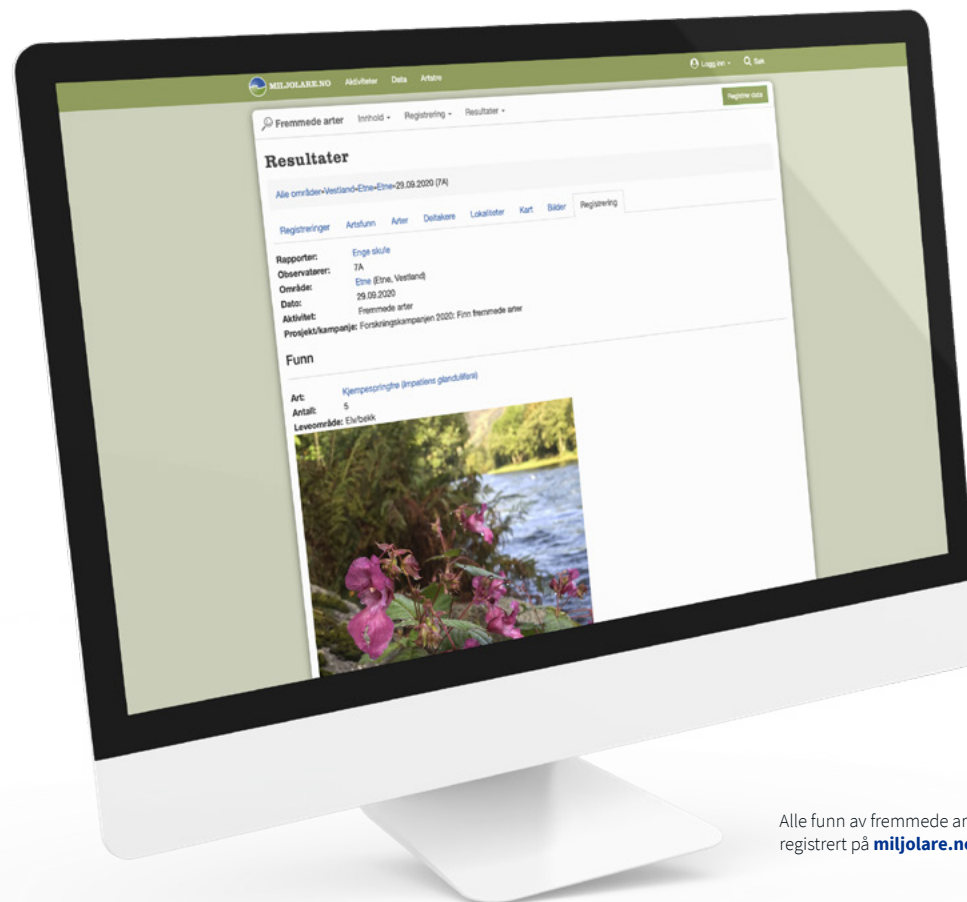 MILJOLARE.NO Aktiviteter Data Artstre Logg inn Søk
Fremmede arter Innhold Registrering Resultater Registrer data
Resultater
Alle områder»Vestland»Etne»Etne»29.09.2020 (7A)
Registreringer Artsfunn Arter Deltakere Lokaliteter Kart Bilder Registrering
Rapporter: Enge skule
Observatører: 7A
Område: Etne (Etne, Vestland)
Dato: 29.09.2020
Aktivitet: Fremmede arter
Prosjekt/kampanje: Forskningskampanjen 2020: Finn fremmede arter
Funn
Art: Kjempespringfrø (Impatiens glandulifera)
Antall: 5
Leveområde: Elv/bekk
Alle funn av fremmede
registrert på miljolare.no